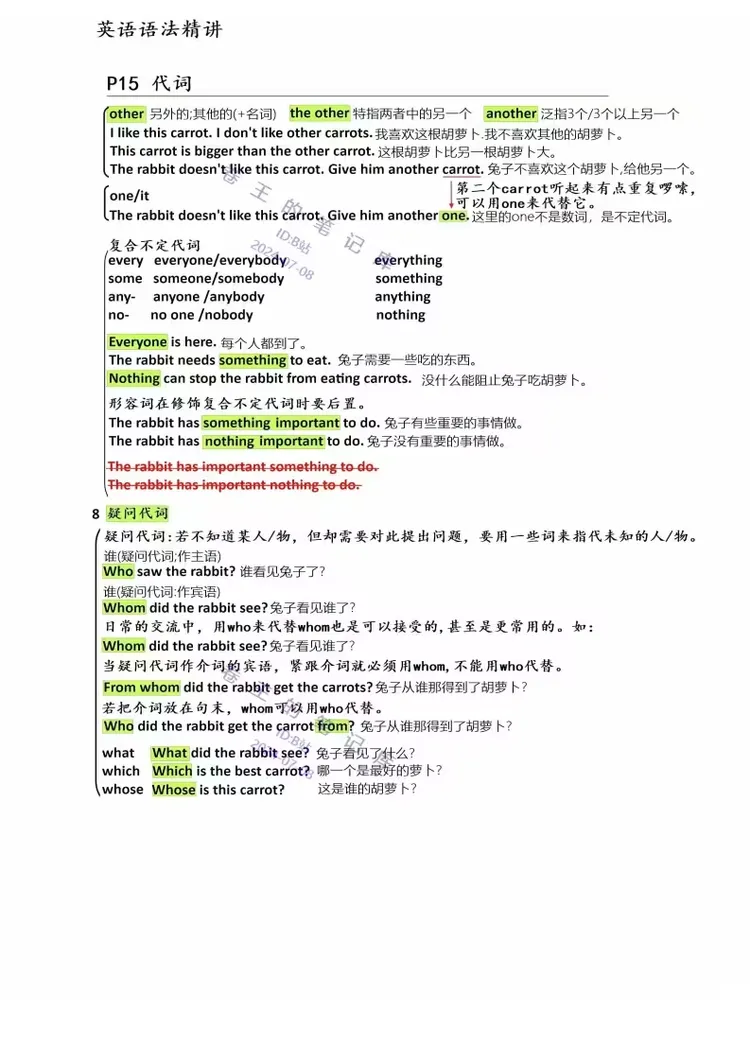 英语语法精讲
P15 代词
other 另外的;其他的(+名词) the other 特指两者中的另一个 another 泛指3个/3个以上另一个
I like this carrot. I don't like other carrots. 我喜欢这根胡萝卜.我不喜欢其他的胡萝卜。
This carrot is bigger than the other carrot. 这根胡萝卜比另一根胡萝卜大。
The rabbit doesn't like this carrot. Give him another carrot. 兔子不喜欢这个胡萝卜,给他另一个。
第二个carrot听起来有点重复啰嗦，
可以用one来代替它。
one/it
The rabbit doesn't like this carrot. Give him another one. 这里的one不是数词，是不定代词。
复合不定代词
every everyone/everybody everything
some someone/somebody something
any- anyone /anybody anything
no- no one /nobody nothing
Everyone is here. 每个人都到了。
The rabbit needs something to eat. 兔子需要一些吃的东西。
Nothing can stop the rabbit from eating carrots. 没什么能阻止兔子吃胡萝卜。
形容词在修饰复合不定代词时要后置。
The rabbit has something important to do. 兔子有些重要的事情做。
The rabbit has nothing important to do. 兔子没有重要的事情做。
The rabbit has important something to do.
The rabbit has important nothing to do.
8 疑问代词
疑问代词:若不知道某人/物，但却需要对此提出问题，要用一些词来指代未知的人/物。
谁(疑问代词;作主语)
Who saw the rabbit? 谁看见兔子了?
谁(疑问代词:作宾语)
Whom did the rabbit see? 兔子看见谁了?
日常的交流中，用who来代替whom也是可以接受的,甚至是更常用的。如：
Whom did the rabbit see? 兔子看见谁了?
当疑问代词作介词的宾语，紧跟介词就必须用whom,不能用who代替。
From whom did the rabbit get the carrots? 兔子从谁那得到了胡萝卜?
若把介词放在句末，whom可以用who代替。
Who did the rabbit get the carrot from? 兔子从谁那得到了胡萝卜?
what What did the rabbit see? 兔子看见了什么?
which Which is the best carrot? 哪一个是最好的萝卜?
whose Whose is this carrot? 这是谁的胡萝卜?
卷王的笔记库
ID:B站
2024-07-08
卷王的笔记库
ID:B站
2024-07-08